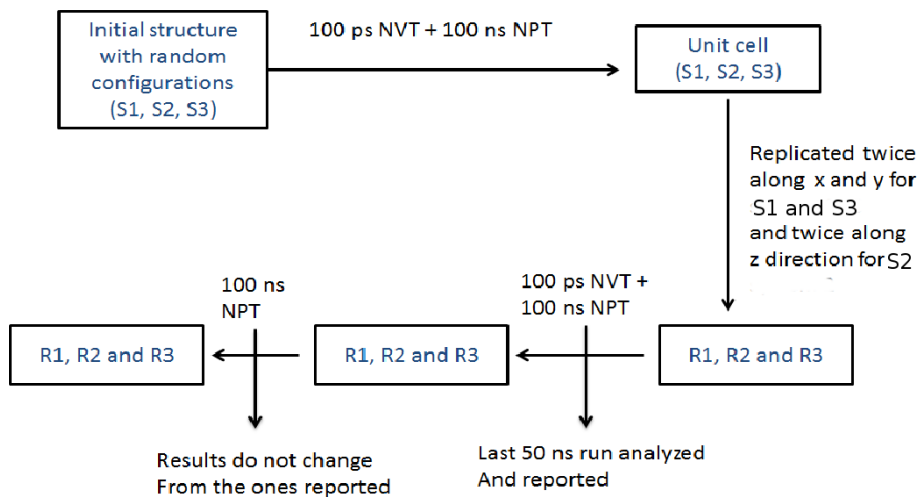 Initial structure
with random
configurations
(S1, S2, S3)
100 ps NVT + 100 ns NPT
Unit cell
(S1, S2, S3)
Replicated twice
along x and y for
S1 and S3
and twice along
z direction for S2
100 ns
NPT
100 ps NVT +
100 ns NPT
R1, R2 and R3
R1, R2 and R3
R1, R2 and R3
Results do not change
From the ones reported
Last 50 ns run analyzed
And reported